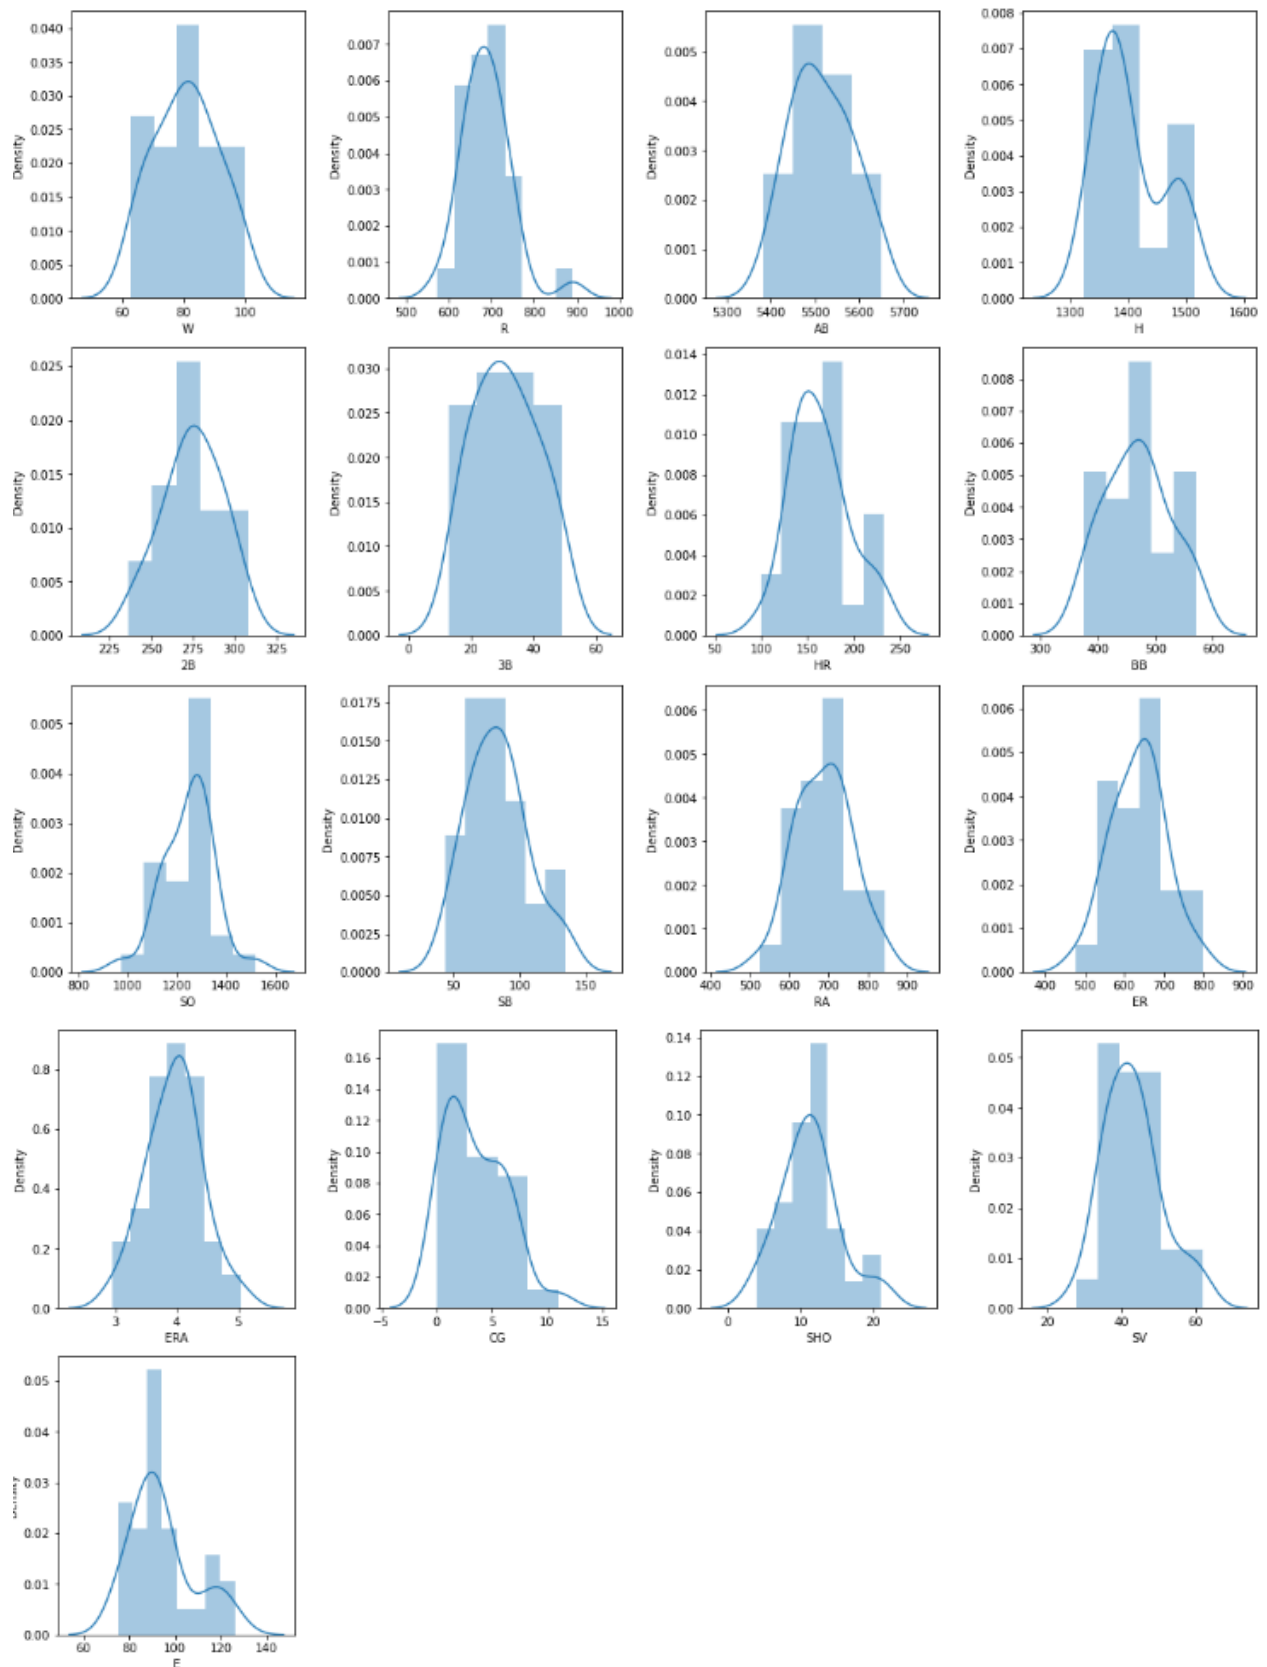 0.040
0.035
0.030
0.025
0.020
0.015
0.010
0.005
0.000
Density
60 80 100
W
0.007
0.006
0.005
0.004
0.003
0.002
0.001
0.000
Density
500 600 700 800 900 1000
R
0.005
0.004
0.003
0.002
0.001
0.000
Density
5300 5400 5500 5600 5700
AB
0.008
0.007
0.006
0.005
0.004
0.003
0.002
0.001
0.000
Density
1300 1400 1500 1600
H
0.025
0.020
0.015
0.010
0.005
0.000
Density
225 250 275 300 325
2B
0.030
0.025
0.020
0.015
0.010
0.005
0.000
Density
0 20 40 60
3B
0.014
0.012
0.010
0.008
0.006
0.004
0.002
0.000
Density
50 100 150 200 250
HR
0.008
0.007
0.006
0.005
0.004
0.003
0.002
0.001
0.000
Density
300 400 500 600
BB
0.005
0.004
0.003
0.002
0.001
0.000
Density
800 1000 1200 1400 1600
SO
0.0175
0.0150
0.0125
0.0100
0.0075
0.0050
0.0025
0.0000
Density
50 100 150
SB
0.006
0.005
0.004
0.003
0.002
0.001
0.000
Density
400 500 600 700 800 900
RA
0.006
0.005
0.004
0.003
0.002
0.001
0.000
Density
400 500 600 700 800 900
ER
0.8
0.6
0.4
0.2
0.0
Density
3 4 5
ERA
0.16
0.14
0.12
0.10
0.08
0.06
0.04
0.02
0.00
Density
−5 0 5 10 15
CG
0.14
0.12
0.10
0.08
0.06
0.04
0.02
0.00
Density
0 10 20
SHO
0.05
0.04
0.03
0.02
0.01
0.00
Density
20 40 60
SV
0.05
0.04
0.03
0.02
0.01
0.00
Density
60 80 100 120 140
E